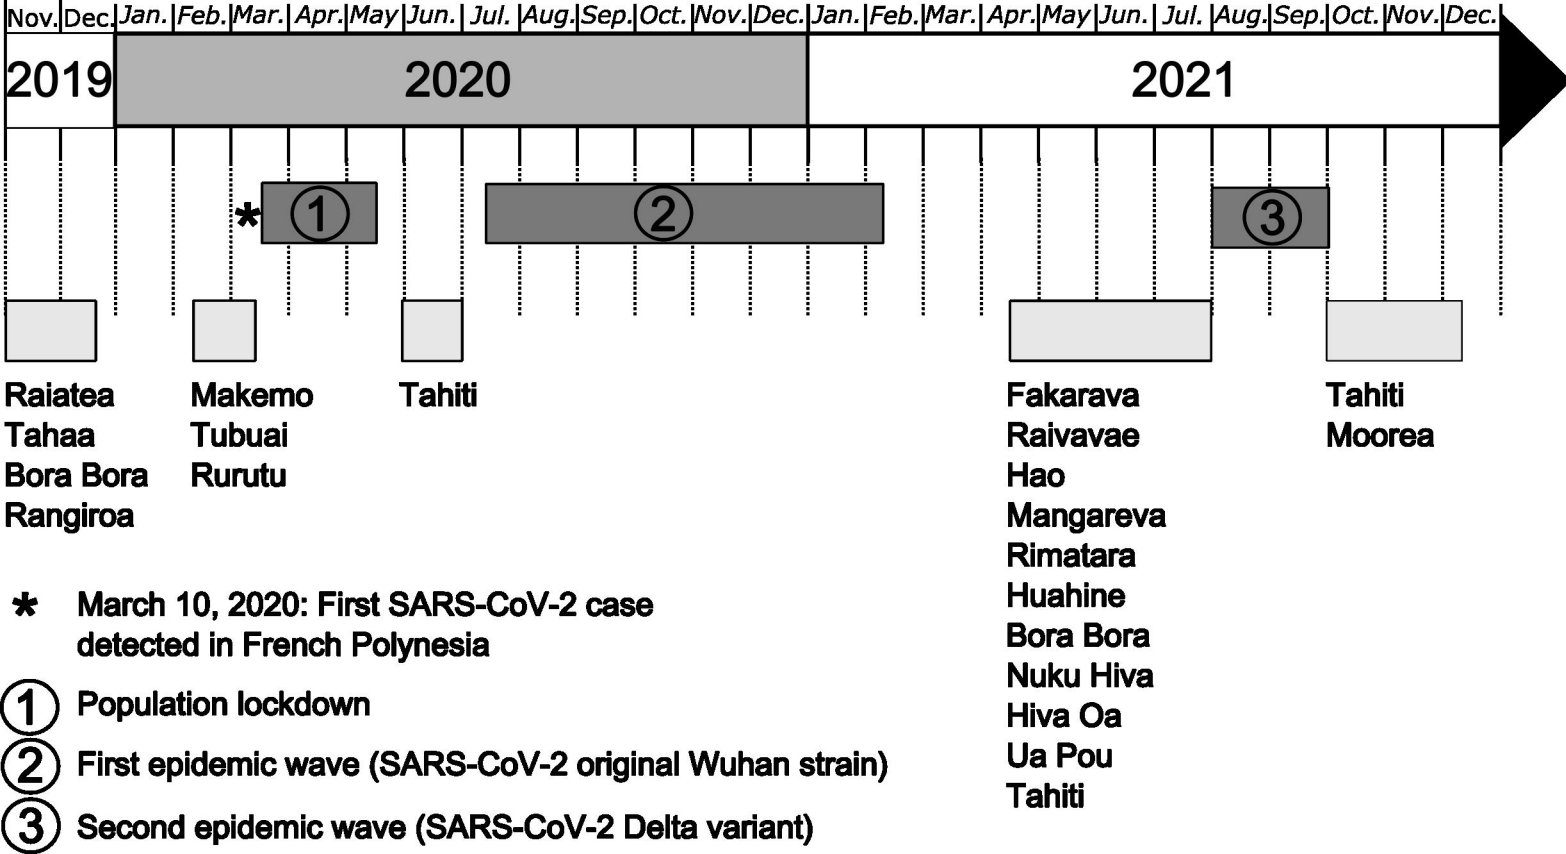 Nov. Dec. Jan. Feb. Mar. Apr. May Jun. Jul. Aug. Sep. Oct. Nov. Dec. Jan. Feb. Mar. Apr. May Jun. Jul. Aug. Sep. Oct. Nov. Dec.
2019 2020 2021
* 1 2 3
Raiatea
Tahaa
Bora Bora
Rangiroa
Makemo
Tubuai
Rurutu
Tahiti
Fakarava
Raivavae
Hao
Mangareva
Rimatara
Huahine
Bora Bora
Nuku Hiva
Hiva Oa
Ua Pou
Tahiti
Tahiti
Moorea
* March 10, 2020: First SARS-CoV-2 case
detected in French Polynesia
1 Population lockdown
2 First epidemic wave (SARS-CoV-2 original Wuhan strain)
3 Second epidemic wave (SARS-CoV-2 Delta variant)